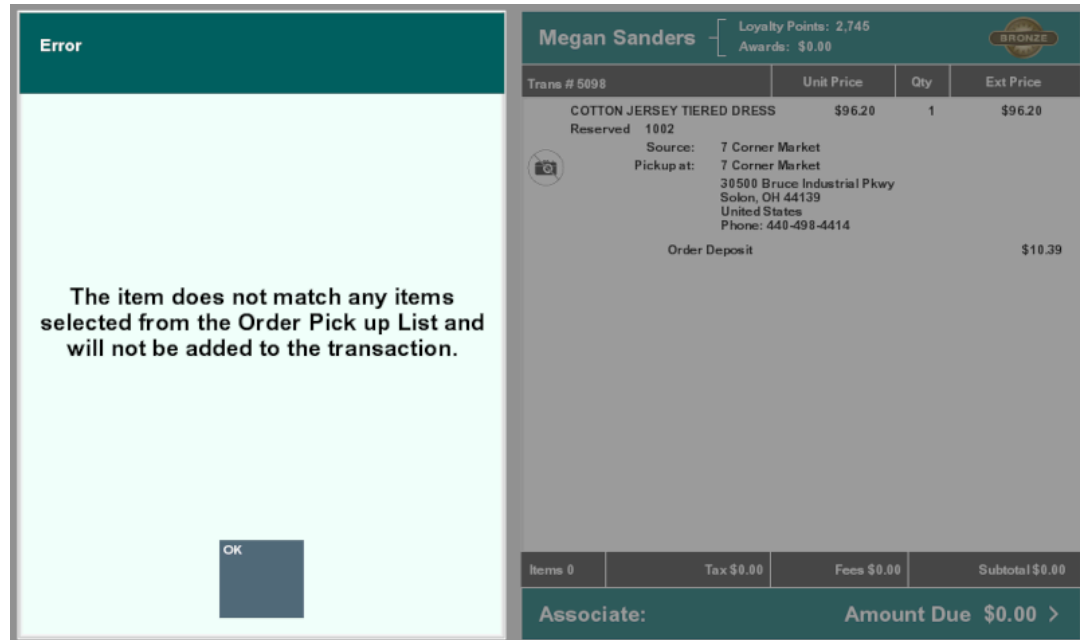 Error
The item does not match any items
selected from the Order Pick up List and
will not be added to the transaction.
OK
Megan Sanders
Loyalty Points: 2,745
Awards: $0.00
BRONZE
Trans # 5098 Unit Price Qty Ext Price
COTTON JERSEY TIERED DRESS $96.20 1 $96.20
Reserved 1002
Source: 7 Corner Market
Pickup at: 7 Corner Market
30500 Bruce Industrial Pkwy
Solon, OH 44139
United States
Phone: 440-498-4414
Order Deposit $10.39
Items 0 Tax $0.00 Fees $0.00 Subtotal $0.00
Associate: Amount Due $0.00 >